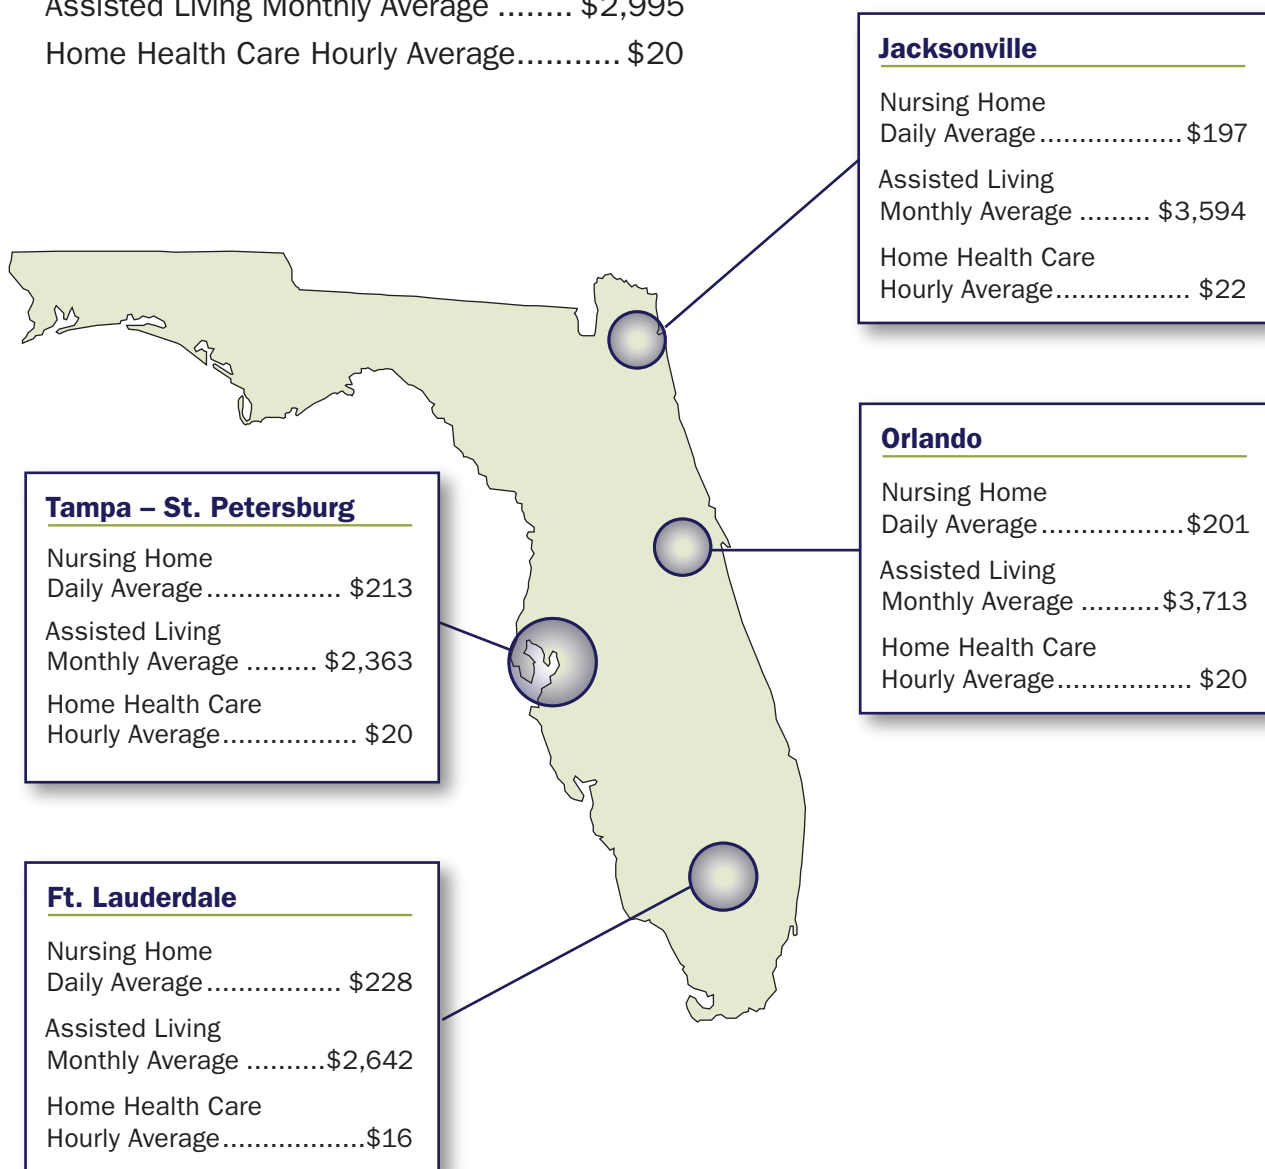 Assisted Living Monthly Average ........ $2,995
Home Health Care Hourly Average........... $20
Jacksonville
Nursing Home
Daily Average.................. $197
Assisted Living
Monthly Average ......... $3,594
Home Health Care
Hourly Average................. $22
Orlando
Nursing Home
Daily Average..................$201
Assisted Living
Monthly Average ..........$3,713
Home Health Care
Hourly Average................. $20
Tampa – St. Petersburg
Nursing Home
Daily Average................. $213
Assisted Living
Monthly Average ......... $2,363
Home Health Care
Hourly Average................. $20
Ft. Lauderdale
Nursing Home
Daily Average................. $228
Assisted Living
Monthly Average ..........$2,642
Home Health Care
Hourly Average..................$16